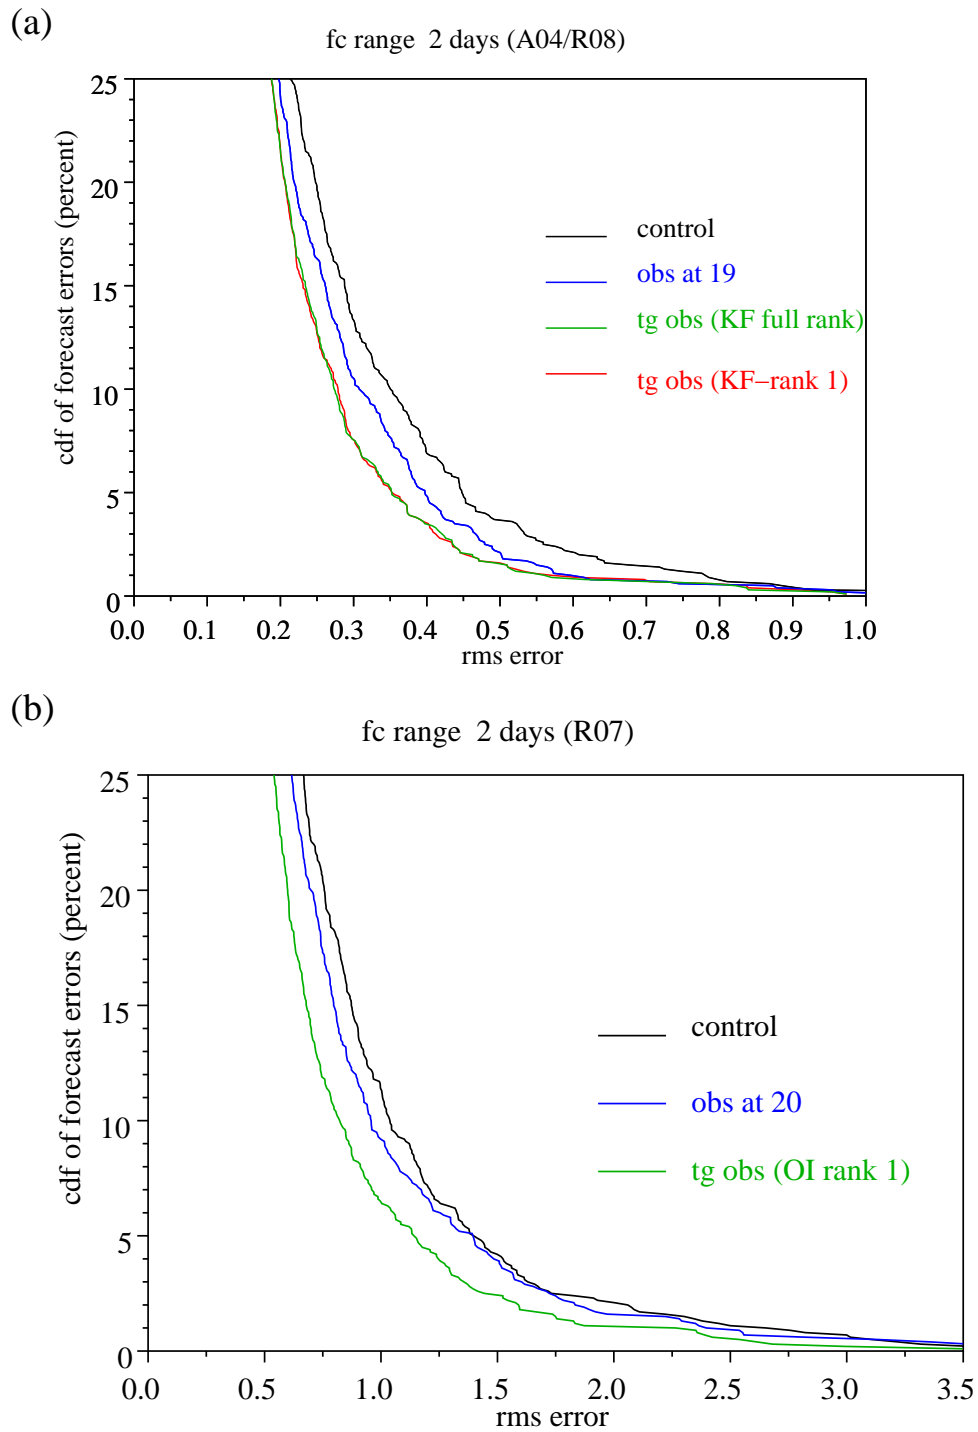 (a)
fc range 2 days (A04/R08)
cdf of forecast errors (percent)
25
20
15
10
5
0
control
obs at 19
tg obs (KF full rank)
tg obs (KF−rank 1)
0.0 0.1 0.2 0.3 0.4 0.5 0.6 0.7 0.8 0.9 1.0
rms error
(b)
fc range 2 days (R07)
cdf of forecast errors (percent)
25
20
15
10
5
0
control
obs at 20
tg obs (OI rank 1)
0.0 0.5 1.0 1.5 2.0 2.5 3.0 3.5
rms error